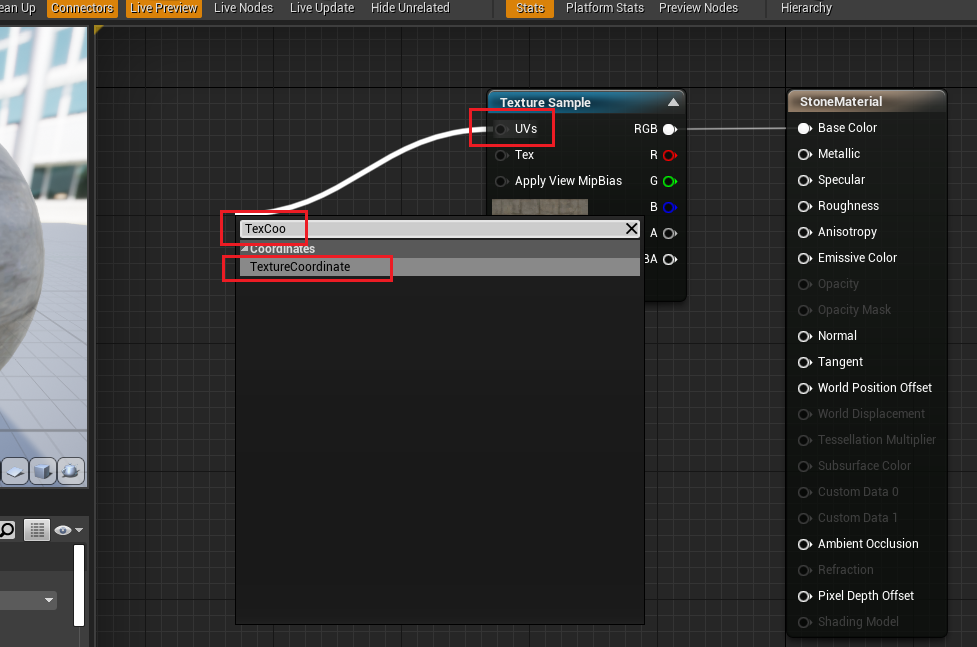 ean Up Connectors Live Preview Live Nodes Live Update Hide Unrelated Stats Platform Stats Preview Nodes Hierarchy
Texture Sample
UVs RGB
Tex R
Apply View MipBias G
B
A
BA
TexCoo
Coordinates
TextureCoordinate
StoneMaterial
Base Color
Metallic
Specular
Roughness
Anisotropy
Emissive Color
Opacity
Opacity Mask
Normal
Tangent
World Position Offset
World Displacement
Tessellation Multiplier
Subsurface Color
Custom Data 0
Custom Data 1
Ambient Occlusion
Refraction
Pixel Depth Offset
Shading Model